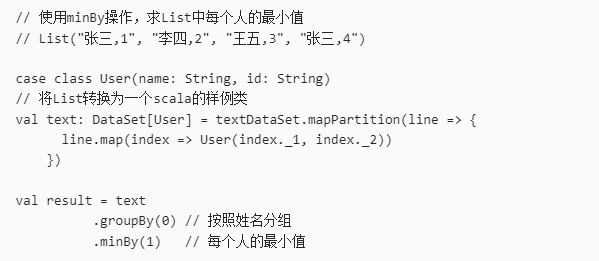 // 使用minBy操作，求List中每个人的最小值
// List("张三,1", "李四,2", "王五,3", "张三,4")
case class User(name: String, id: String)
// 将List转换为一个scala的样例类
val text: DataSet[User] = textDataSet.mapPartition(line => {
line.map(index => User(index._1, index._2))
})
val result = text
.groupBy(0) // 按照姓名分组
.minBy(1) // 每个人的最小值